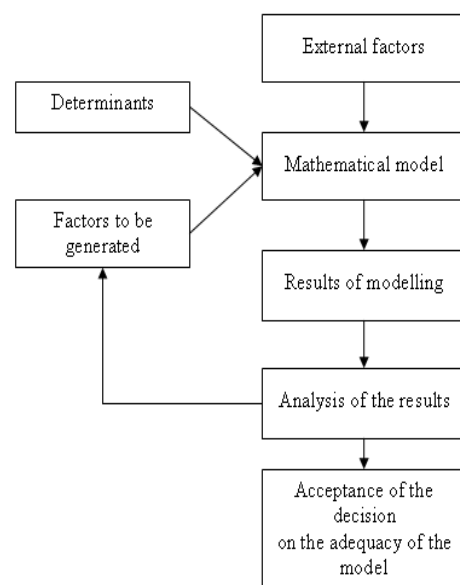 External factors
Determinants
Mathematical model
Factors to be
generated
Results of modelling
Analysis of the results
Acceptance of the
decision
on the adequacy of the
model